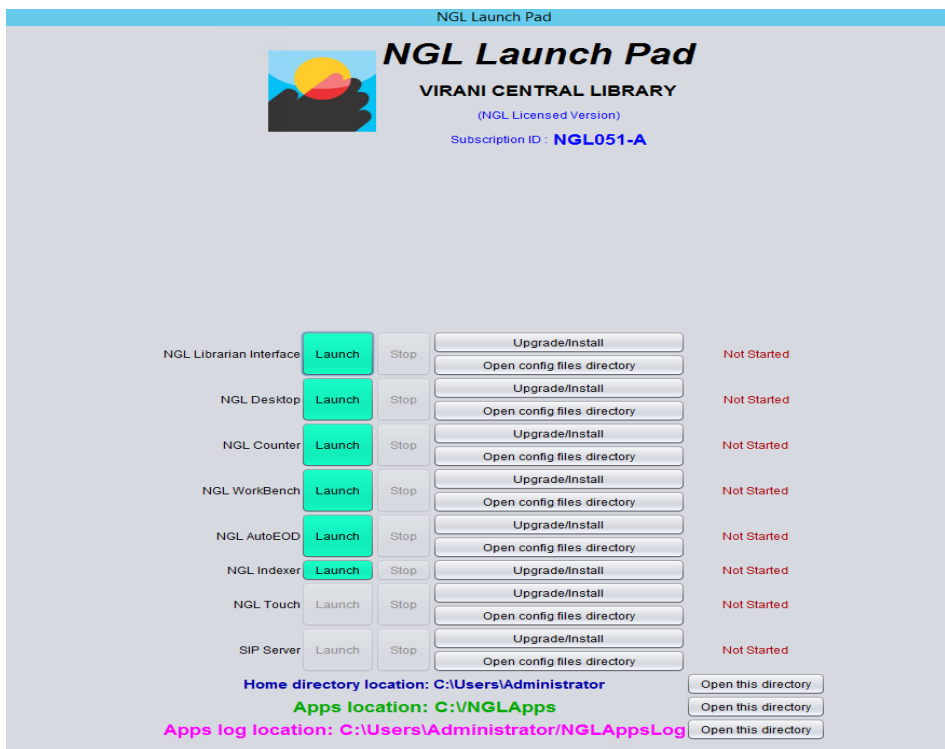 NGL Launch Pad
NGL Launch Pad
VIRANI CENTRAL LIBRARY
(NGL Licensed Version)
Subscription ID : NGL051-A
NGL Librarian Interface Launch Stop Upgrade/Install Not Started
Open config files directory
NGL Desktop Launch Stop Upgrade/Install Not Started
Open config files directory
NGL Counter Launch Stop Upgrade/Install Not Started
Open config files directory
NGL WorkBench Launch Stop Upgrade/Install Not Started
Open config files directory
NGL AutoEOD Launch Stop Upgrade/Install Not Started
Open config files directory
NGL Indexer Launch Stop Upgrade/Install Not Started
NGL Touch Launch Stop Upgrade/Install Not Started
Open config files directory
SIP Server Launch Stop Upgrade/Install Not Started
Open config files directory
Home directory location: C:\Users\Administrator Open this directory
Apps location: C:\/NGLApps Open this directory
Apps log location: C:\Users\Administrator/NGLAppsLog Open this directory